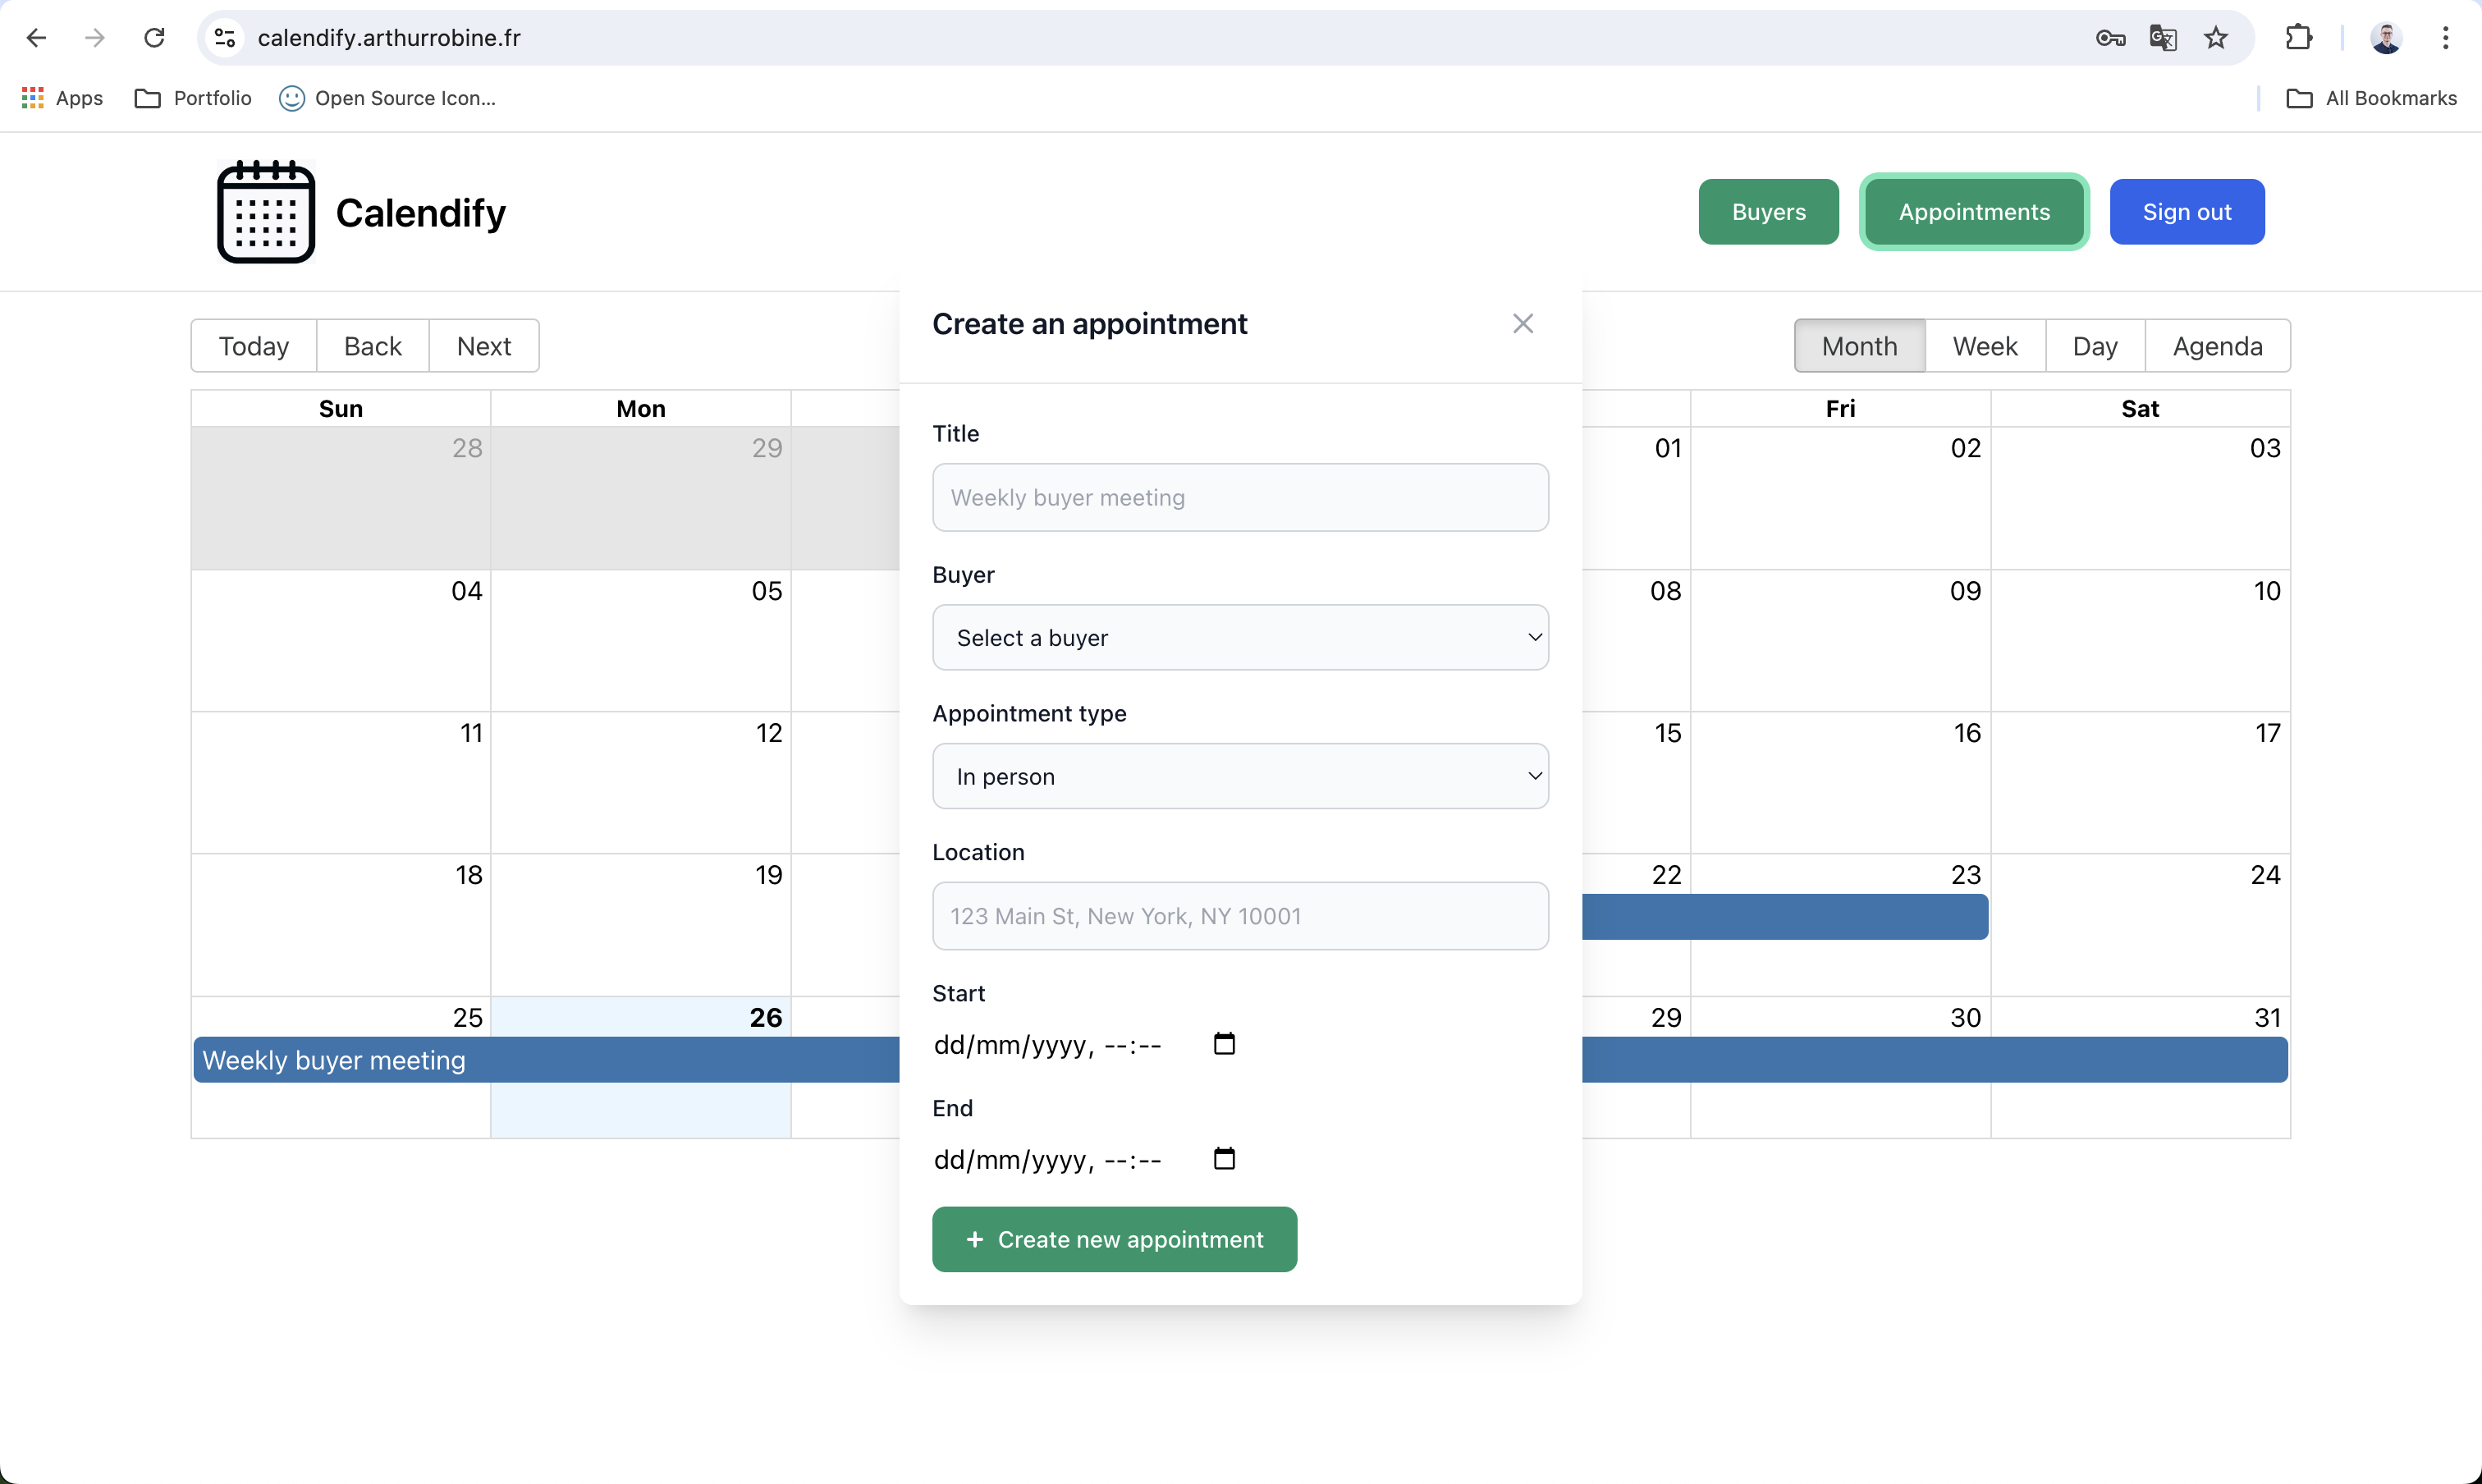 calendify.arthurrobine.fr
Apps Portfolio Open Source Icon... All Bookmarks
Calendify
Buyers Appointments Sign out
Today Back Next
Month Week Day Agenda
Create an appointment
Sun Mon Fri Sat
28 29 01 02 03
04 05 08 09 10
11 12 15 16 17
18 19 22 23 24
25 26 29 30 31
Weekly buyer meeting
Title
Weekly buyer meeting
Buyer
Select a buyer
Appointment type
In person
Location
123 Main St, New York, NY 10001
Start
dd/mm/yyyy, --:--
End
dd/mm/yyyy, --:--
+ Create new appointment